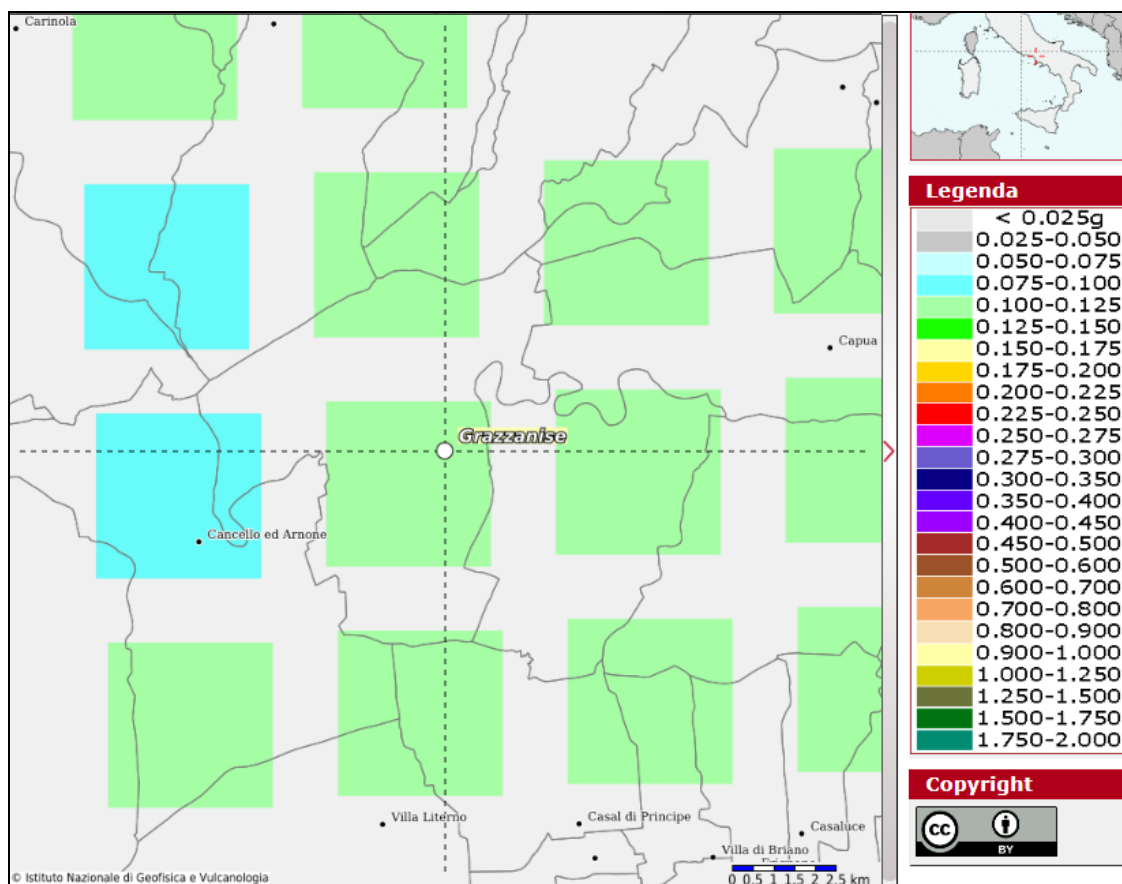 Carinola
Capua
Grazzanise
Cancello ed Arnone
Villa Literno
Casal di Principe
Casaluce
Villa di Briano
0 0.5 1 1.5 2 2.5 km
© Istituto Nazionale di Geofisica e Vulcanologia
Legenda
< 0.025g
0.025-0.050
0.050-0.075
0.075-0.100
0.100-0.125
0.125-0.150
0.150-0.175
0.175-0.200
0.200-0.225
0.225-0.250
0.250-0.275
0.275-0.300
0.300-0.350
0.350-0.400
0.400-0.450
0.450-0.500
0.500-0.600
0.600-0.700
0.700-0.800
0.800-0.900
0.900-1.000
1.000-1.250
1.250-1.500
1.500-1.750
1.750-2.000
Copyright
cc
BY